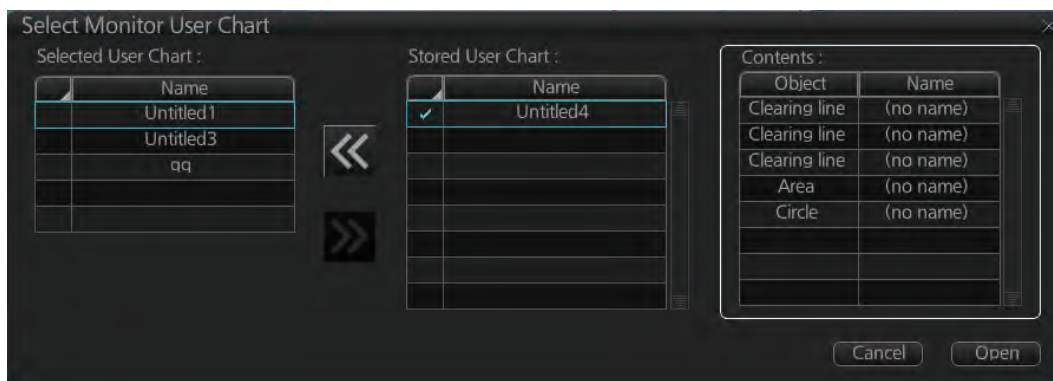 Select Monitor User Chart
Selected User Chart :
Name
Untitled1
Untitled3
qq
Stored User Chart :
Name
Untitled4
Contents :
Object Name
Clearing line (no name)
Clearing line (no name)
Clearing line (no name)
Area (no name)
Circle (no name)
Cancel Open